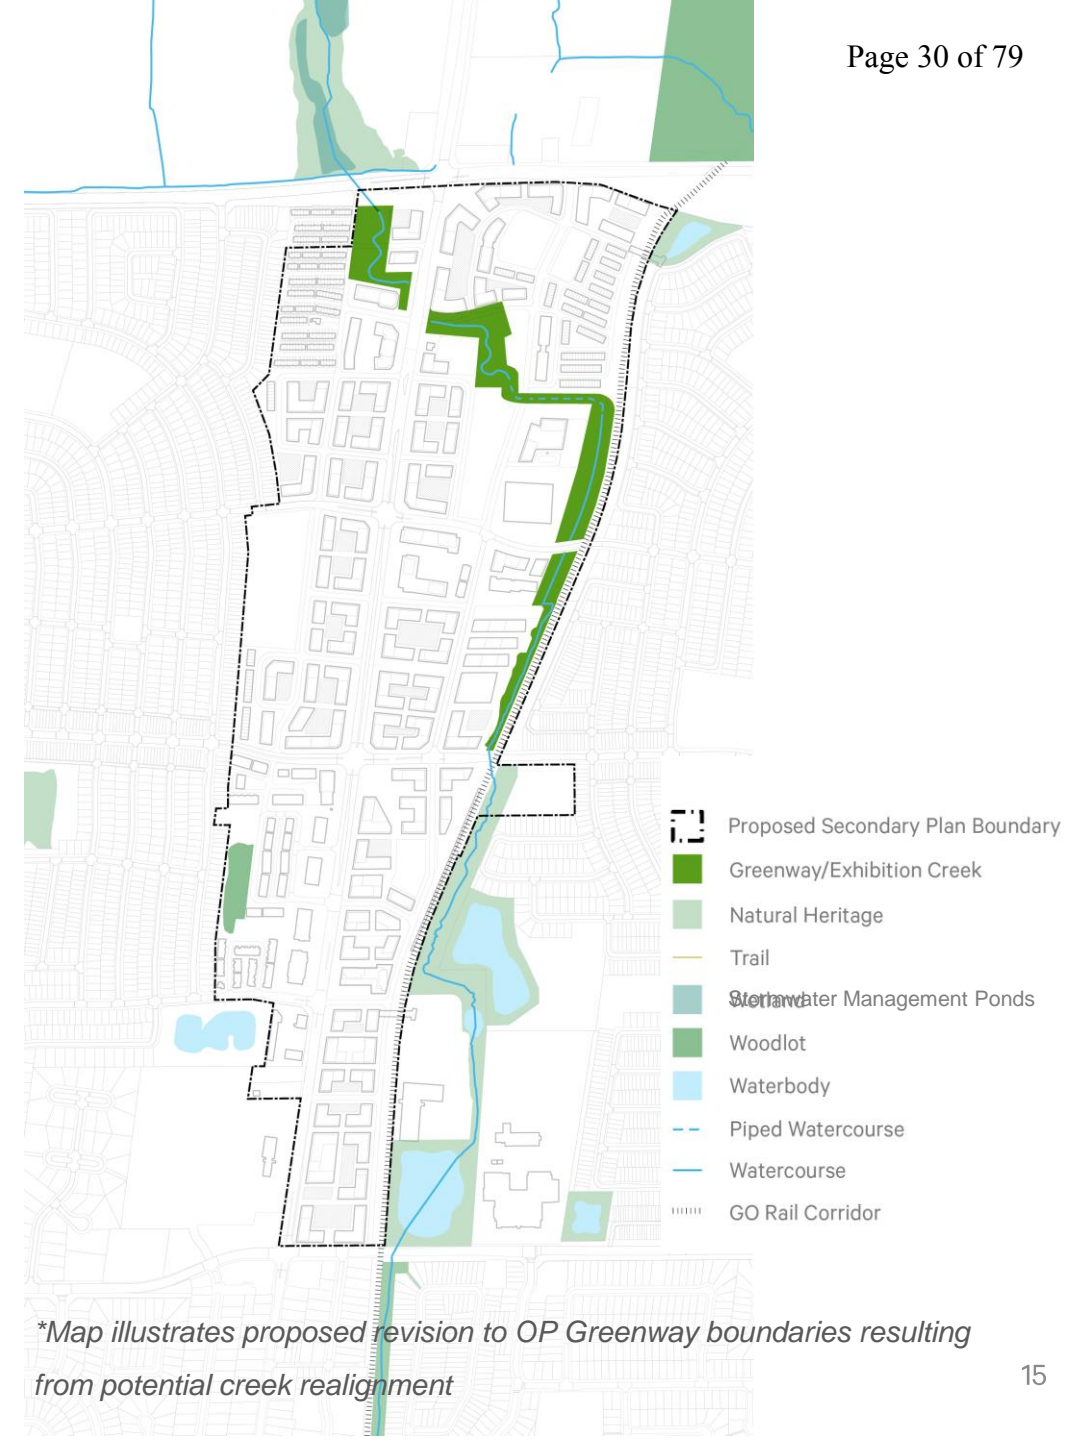 Page 30 of 79
Proposed Secondary Plan Boundary
Greenway/Exhibition Creek
Natural Heritage
Trail
Wetland
Stormwater Management Ponds
Woodlot
Waterbody
Piped Watercourse
Watercourse
GO Rail Corridor
*Map illustrates proposed revision to OP Greenway boundaries resulting
from potential creek realignment
15